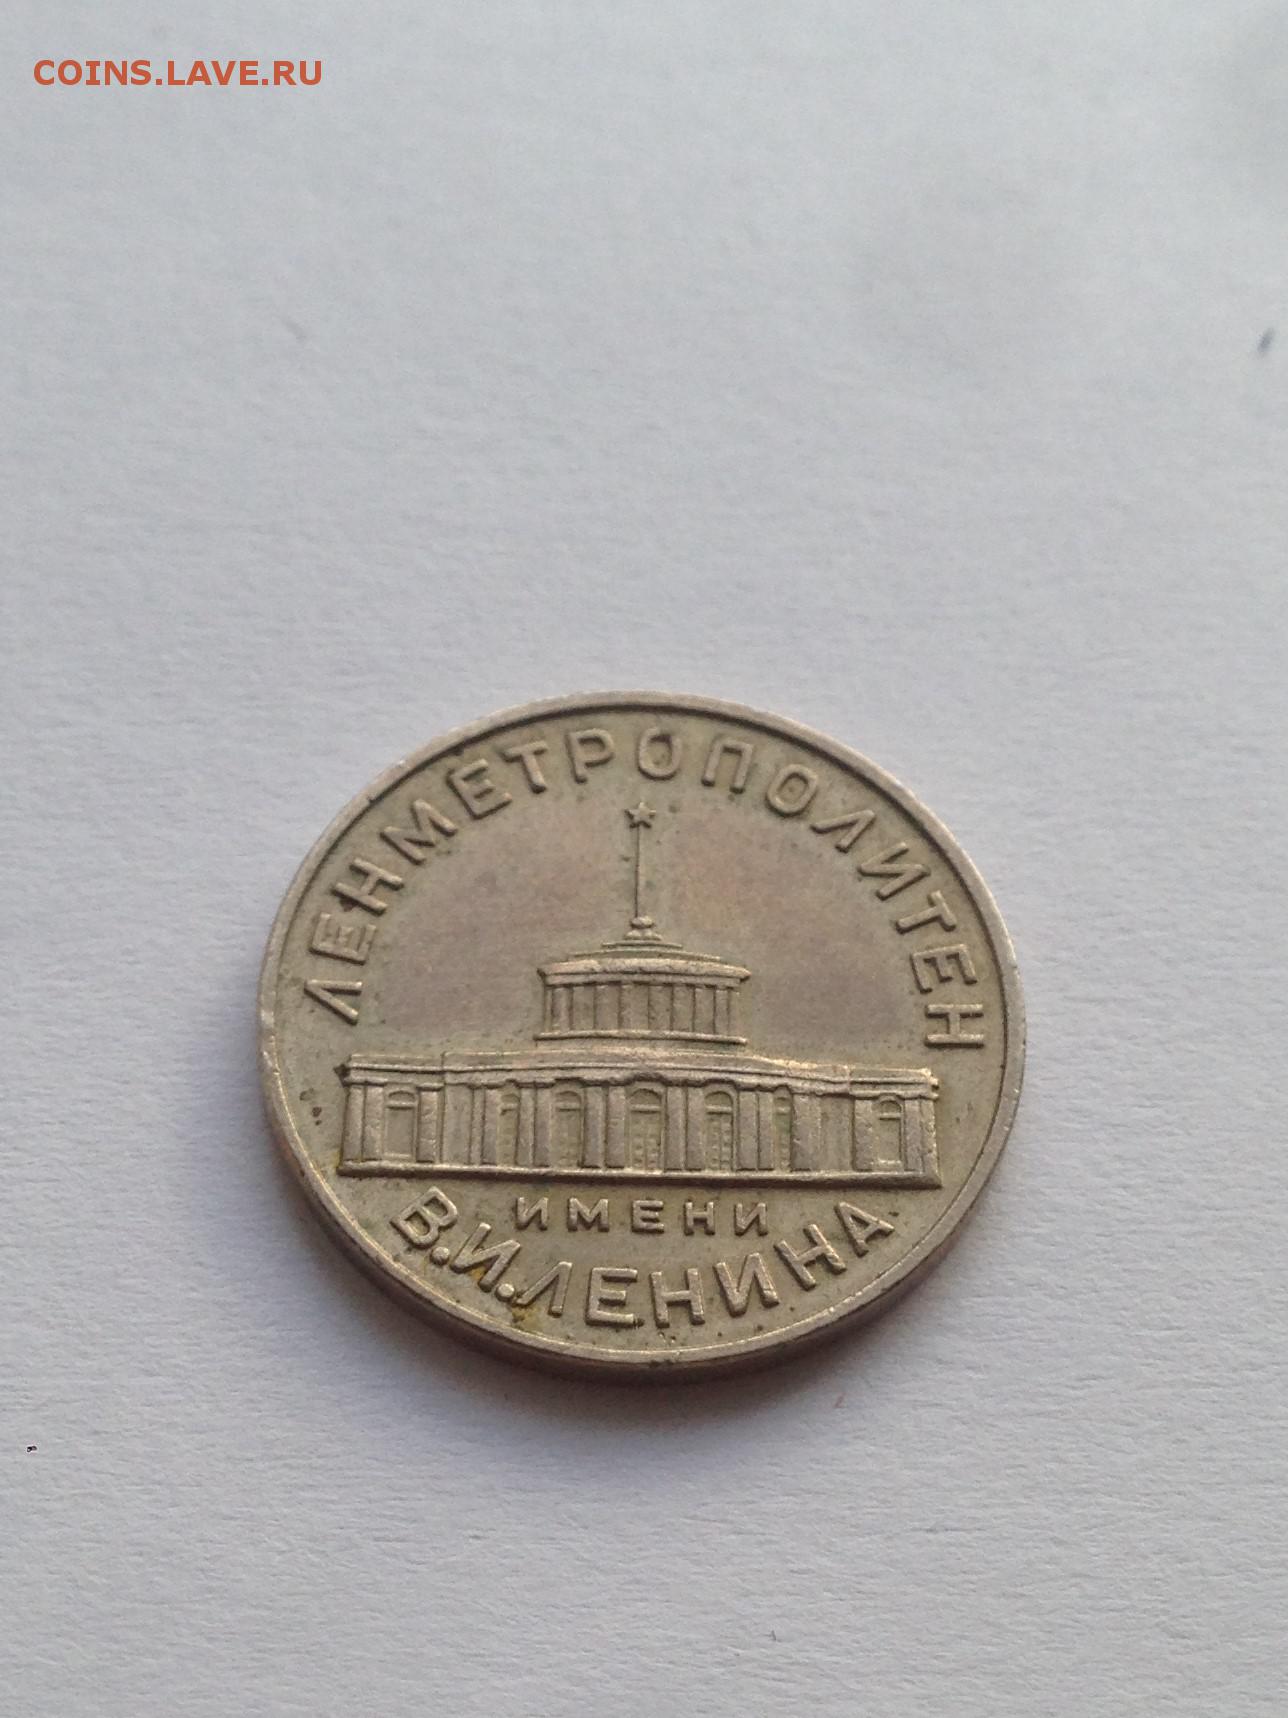 COINS.LAVE.RU
ЛЕНМЕТРОПОЛИТЕН
ИМЕНИ
В.И.ЛЕНИНА